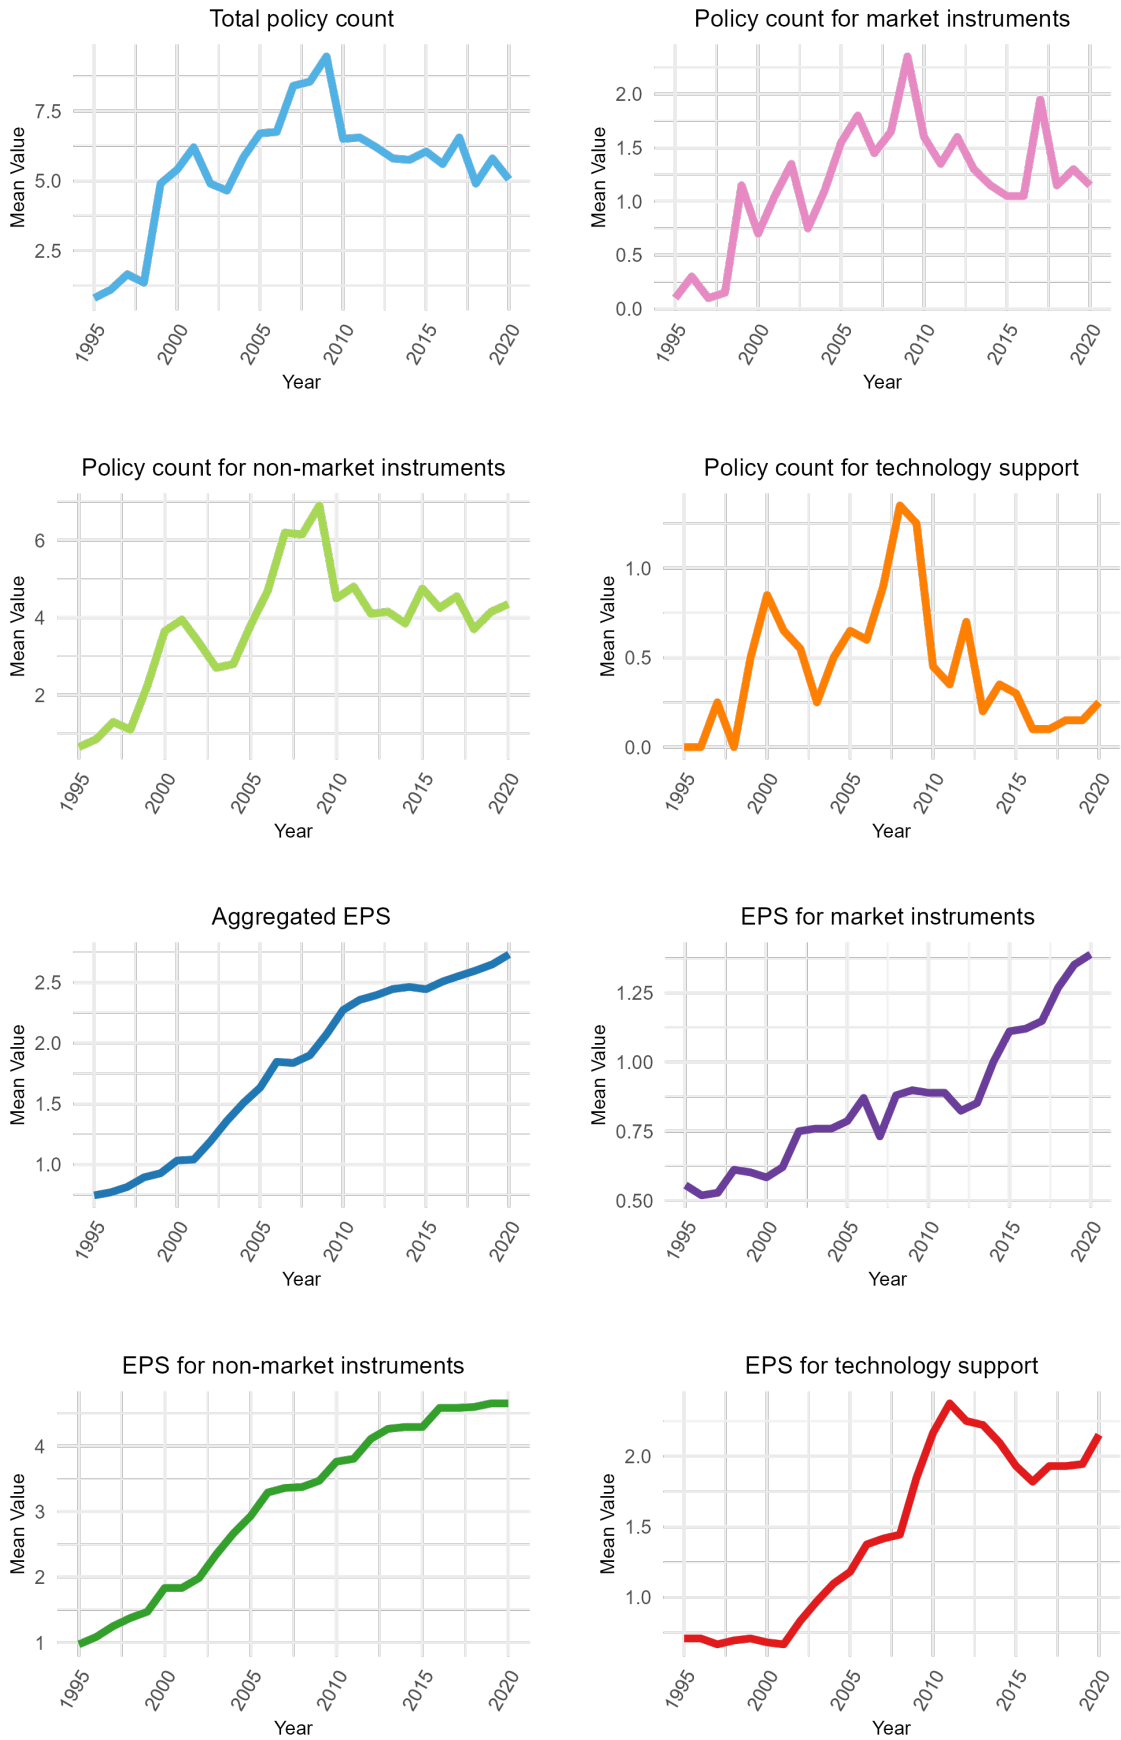 Total policy count
Mean Value
7.5
5.0
2.5
1995 2000 2005 2010 2015 2020
Year
Policy count for market instruments
Mean Value
2.0
1.5
1.0
0.5
0.0
1995 2000 2005 2010 2015 2020
Year
Policy count for non-market instruments
Mean Value
6
4
2
1995 2000 2005 2010 2015 2020
Year
Policy count for technology support
Mean Value
1.0
0.5
0.0
1995 2000 2005 2010 2015 2020
Year
Aggregated EPS
Mean Value
2.5
2.0
1.5
1.0
1995 2000 2005 2010 2015 2020
Year
EPS for market instruments
Mean Value
1.25
1.00
0.75
0.50
1995 2000 2005 2010 2015 2020
Year
EPS for non-market instruments
Mean Value
4
3
2
1
1995 2000 2005 2010 2015 2020
Year
EPS for technology support
Mean Value
2.0
1.5
1.0
1995 2000 2005 2010 2015 2020
Year